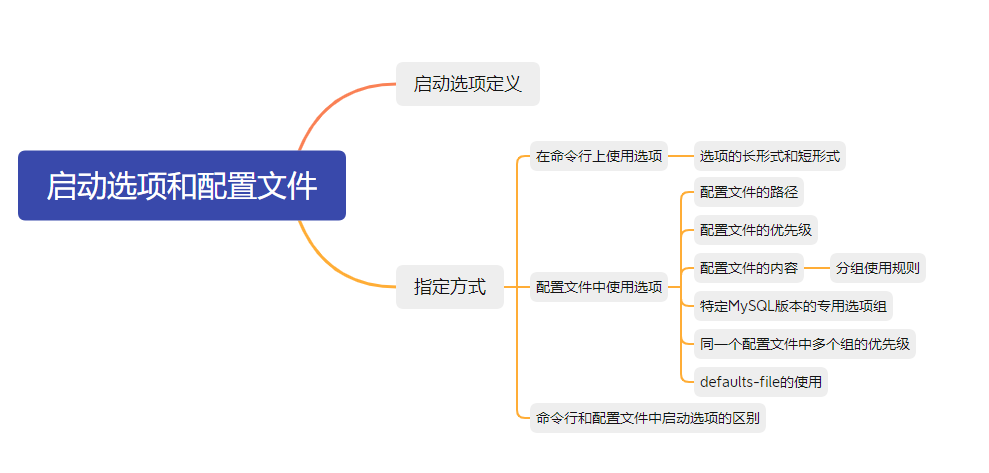 启动选项和配置文件
启动选项定义
指定方式
在命令行上使用选项
选项的长形式和短形式
配置文件中使用选项
配置文件的路径
配置文件的优先级
配置文件的内容
分组使用规则
特定MySQL版本的专用选项组
同一个配置文件中多个组的优先级
defaults-file的使用
命令行和配置文件中启动选项的区别